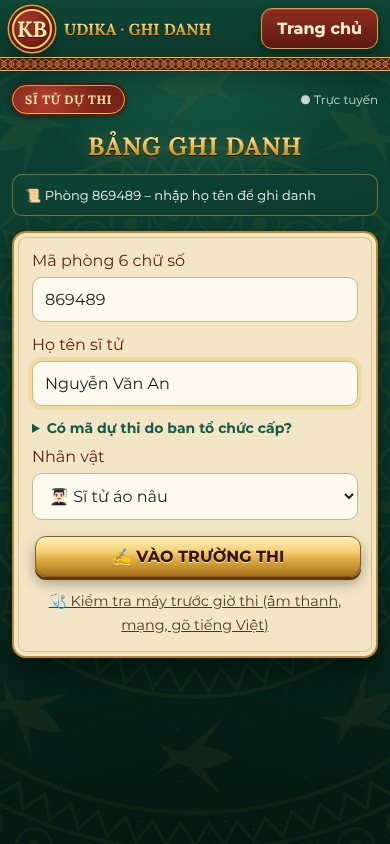 KB UDIKA · GHI DANH
Trang chủ
SĨ TỬ DỰ THI
Trực tuyến
BẢNG GHI DANH
📜 Phòng 869489 – nhập họ tên để ghi danh
Mã phòng 6 chữ số
869489
Họ tên sĩ tử
Nguyễn Văn An
Có mã dự thi do ban tổ chức cấp?
Nhân vật
👨🏻‍🎓 Sĩ tử áo nâu
✍️ VÀO TRƯỜNG THI
🩺 Kiểm tra máy trước giờ thi (âm thanh,
mạng, gõ tiếng Việt)